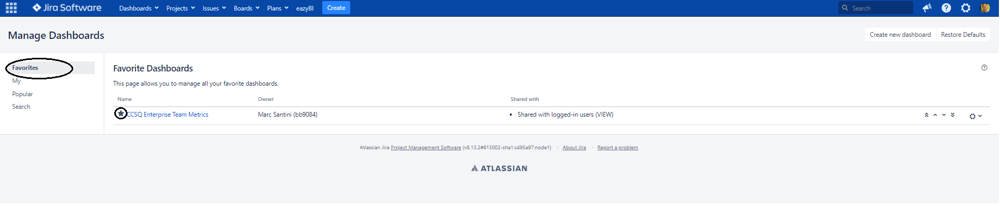 Jira Software Dashboards Projects Issues Boards Plans eazyBI Create Search
Manage Dashboards
Create new dashboard Restore Defaults
Favorites
My
Popular
Search
Favorite Dashboards
This page allows you to manage all your favorite dashboards.
Name Owner Shared with
CCSQ Enterprise Team Metrics Marc Santini (bb9084) • Shared with logged-in users (VIEW)
Atlassian Jira Project Management Software (v8.13.2#813002-sha1:c495a97:node1) · About Jira · Report a problem
ATLASSIAN